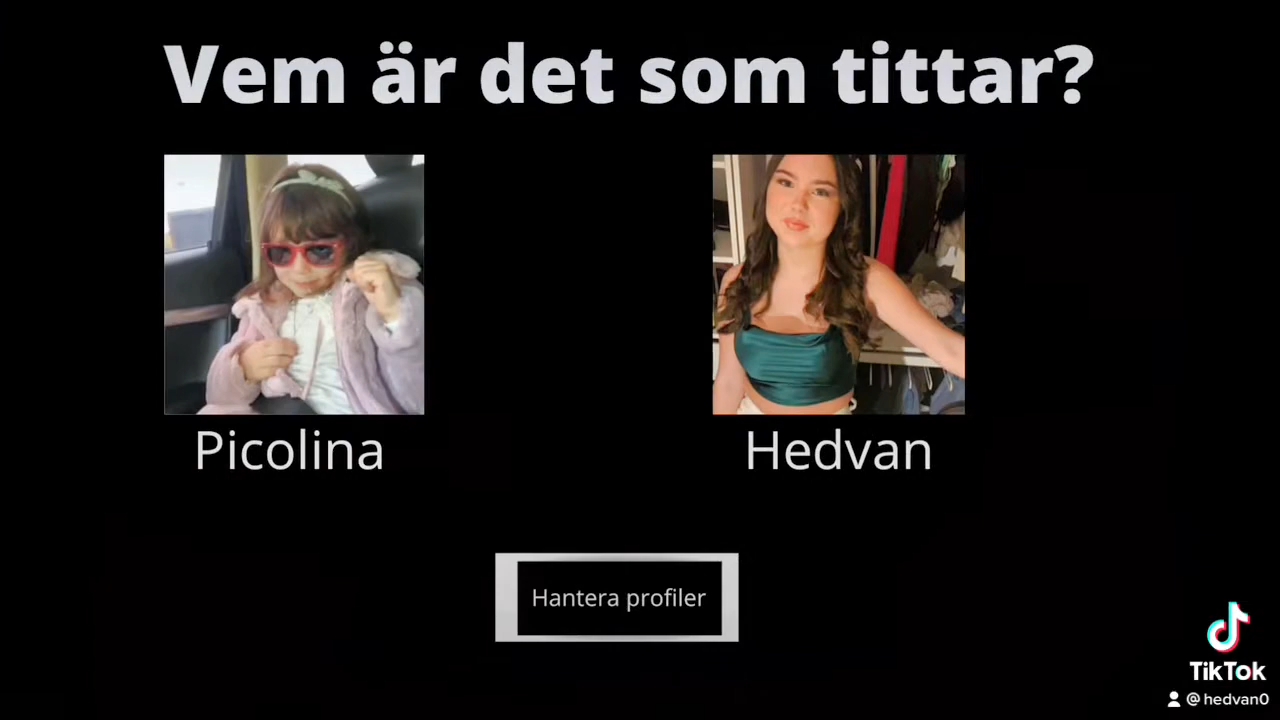 Vem är det som tittar?
Picolina
Hedvan
Hantera profiler
TikTok
@hedvan0